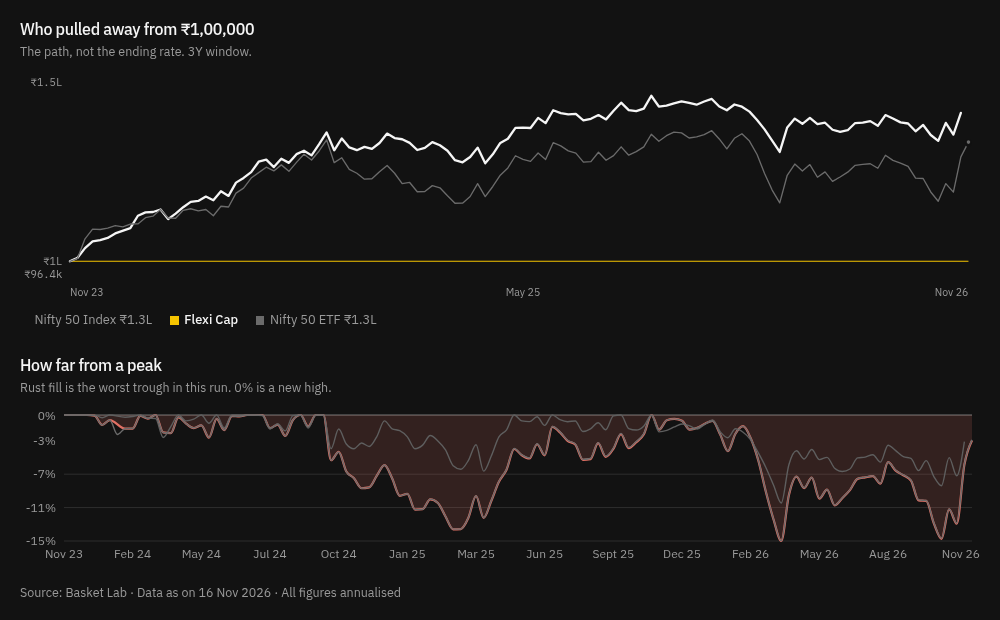 Who pulled away from ₹1,00,000
The path, not the ending rate. 3Y window.
₹1.5L
₹1L
₹96.4k
Nov 23 May 25 Nov 26
Nifty 50 Index ₹1.3L Flexi Cap Nifty 50 ETF ₹1.3L
How far from a peak
Rust fill is the worst trough in this run. 0% is a new high.
0%
-3%
-7%
-11%
-15%
Nov 23 Feb 24 May 24 Jul 24 Oct 24 Jan 25 Mar 25 Jun 25 Sept 25 Dec 25 Feb 26 May 26 Aug 26 Nov 26
Source: Basket Lab · Data as on 16 Nov 2026 · All figures annualised